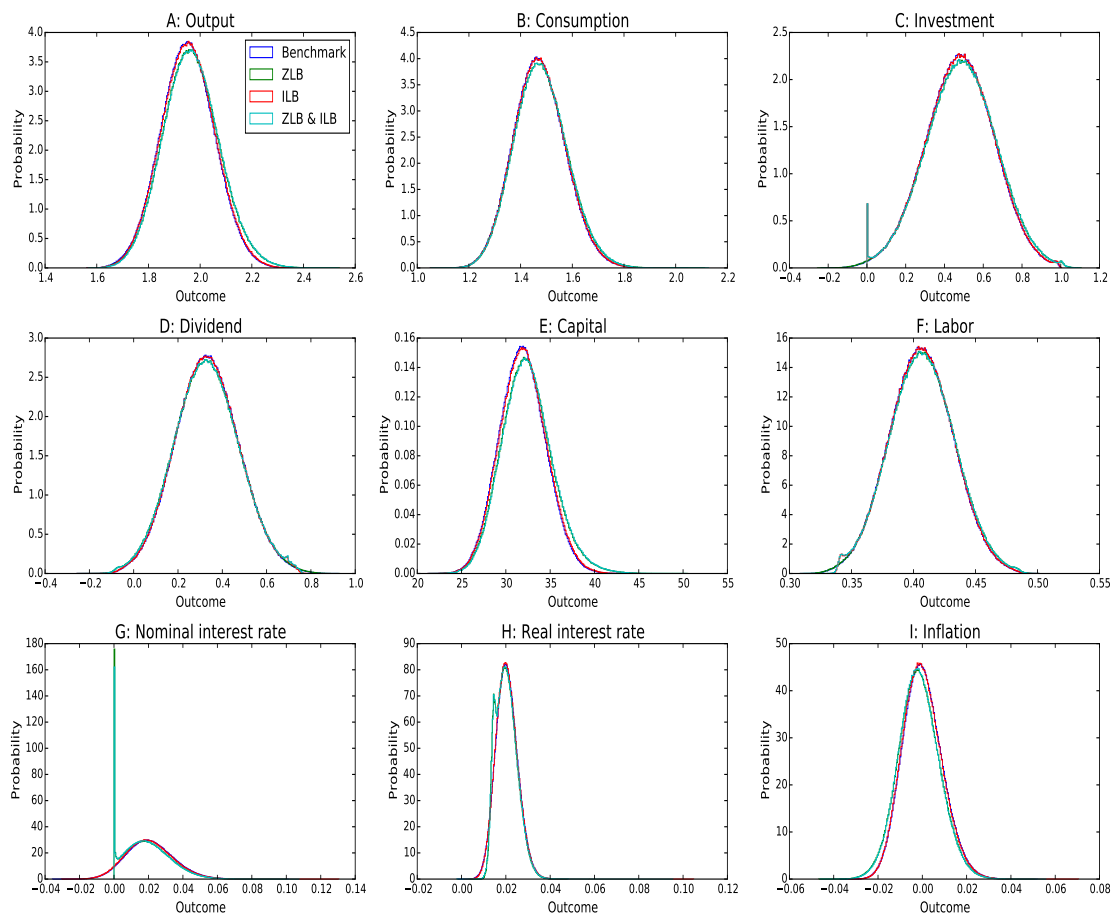 A: Output
Probability
4.0
3.5
3.0
2.5
2.0
1.5
1.0
0.5
0.0
1.4 1.6 1.8 2.0 2.2 2.4 2.6
Outcome
Benchmark
ZLB
ILB
ZLB & ILB
B: Consumption
Probability
4.5
4.0
3.5
3.0
2.5
2.0
1.5
1.0
0.5
0.0
1.0 1.2 1.4 1.6 1.8 2.0 2.2
Outcome
C: Investment
Probability
2.5
2.0
1.5
1.0
0.5
0.0
−0.4 −0.2 0.0 0.2 0.4 0.6 0.8 1.0 1.2
Outcome
D: Dividend
Probability
3.0
2.5
2.0
1.5
1.0
0.5
0.0
−0.4 −0.2 0.0 0.2 0.4 0.6 0.8 1.0
Outcome
E: Capital
Probability
0.16
0.14
0.12
0.10
0.08
0.06
0.04
0.02
0.00
20 25 30 35 40 45 50 55
Outcome
F: Labor
Probability
16
14
12
10
8
6
4
2
0
0.30 0.35 0.40 0.45 0.50 0.55
Outcome
G: Nominal interest rate
Probability
180
160
140
120
100
80
60
40
20
0
−0.04 −0.02 0.00 0.02 0.04 0.06 0.08 0.10 0.12 0.14
Outcome
H: Real interest rate
Probability
90
80
70
60
50
40
30
20
10
0
−0.02 0.00 0.02 0.04 0.06 0.08 0.10 0.12
Outcome
I: Inflation
Probability
50
40
30
20
10
0
−0.06 −0.04 −0.02 0.00 0.02 0.04 0.06 0.08
Outcome